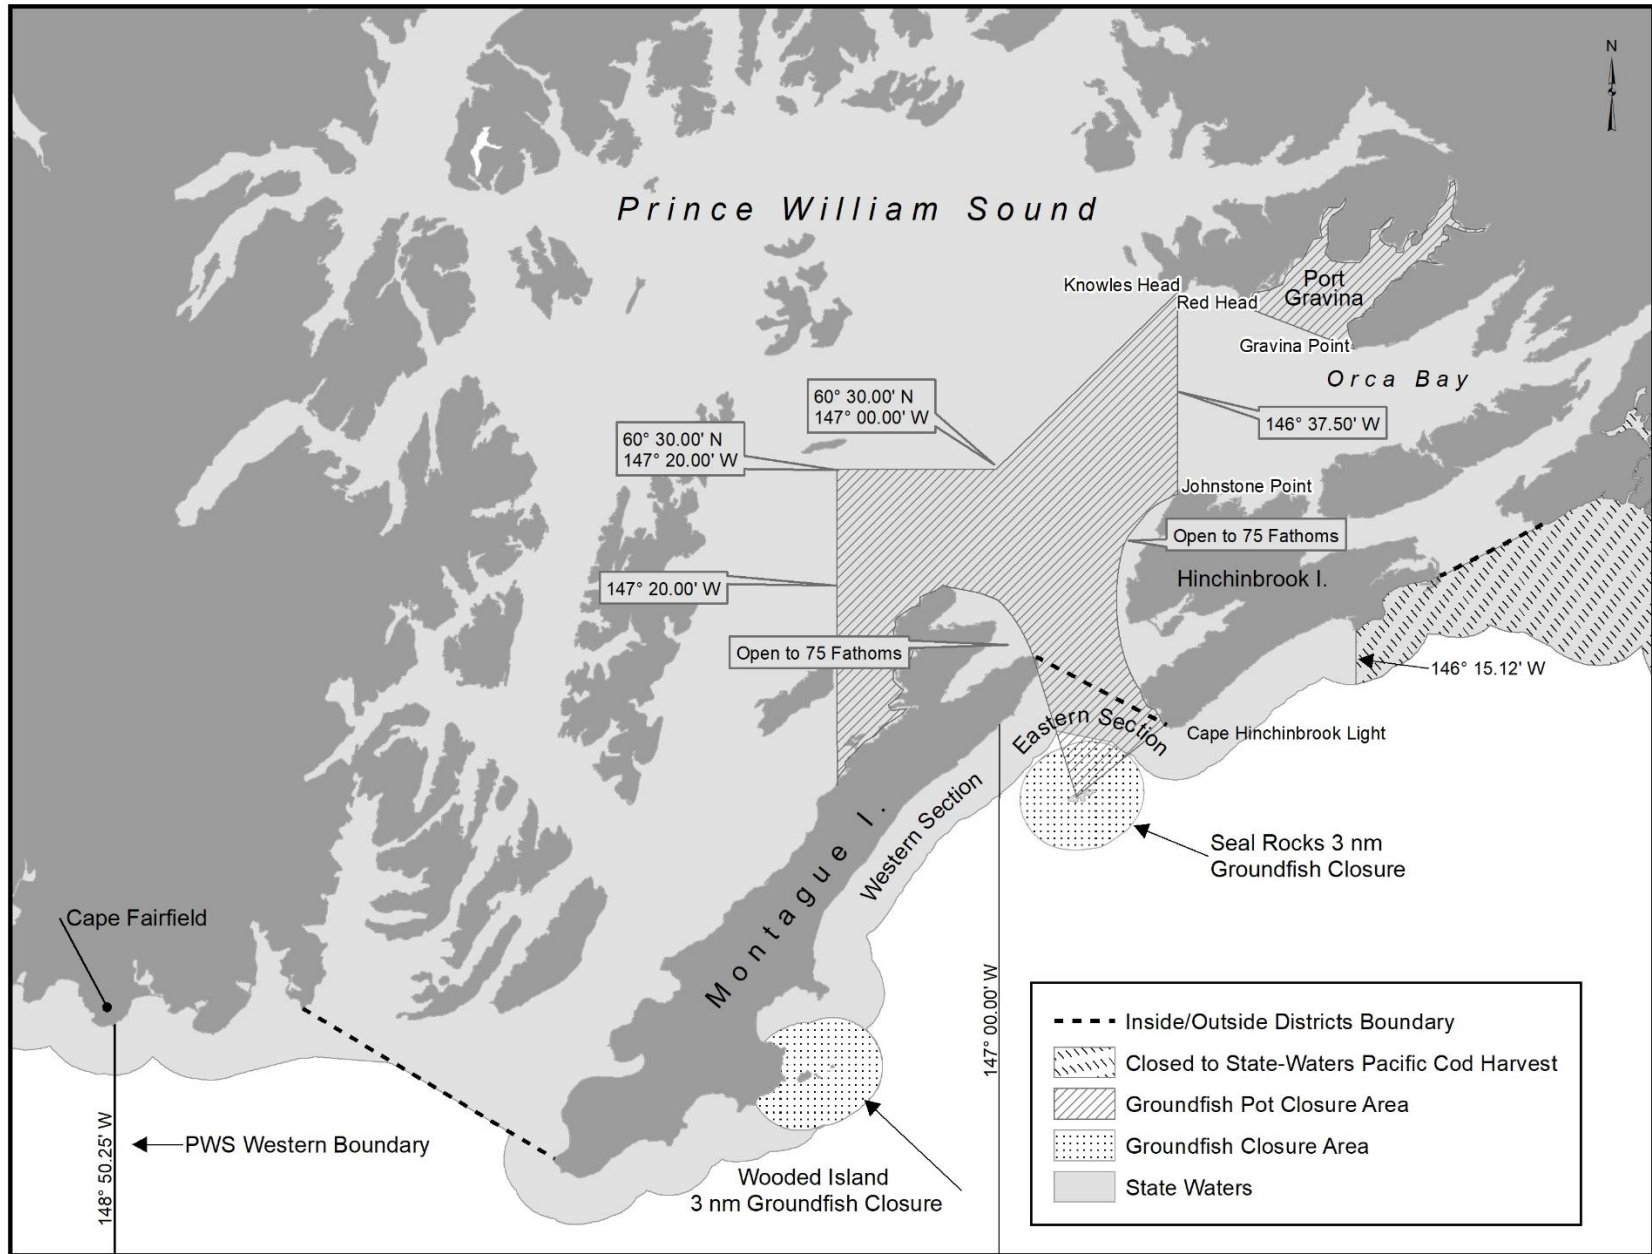 N
Prince William Sound
Knowles Head
Red Head
Port
Gravina
Gravina Point
Orca Bay
60° 30.00' N
147° 00.00' W
146° 37.50' W
60° 30.00' N
147° 20.00' W
Johnstone Point
Open to 75 Fathoms
147° 20.00' W
Hinchinbrook I.
Open to 75 Fathoms
146° 15.12' W
Eastern Section
Cape Hinchinbrook Light
Western Section
Montague I.
Seal Rocks 3 nm
Groundfish Closure
Cape Fairfield
147° 00.00' W
148° 50.25' W
PWS Western Boundary
Wooded Island
3 nm Groundfish Closure
Inside/Outside Districts Boundary
Closed to State-Waters Pacific Cod Harvest
Groundfish Pot Closure Area
Groundfish Closure Area
State Waters